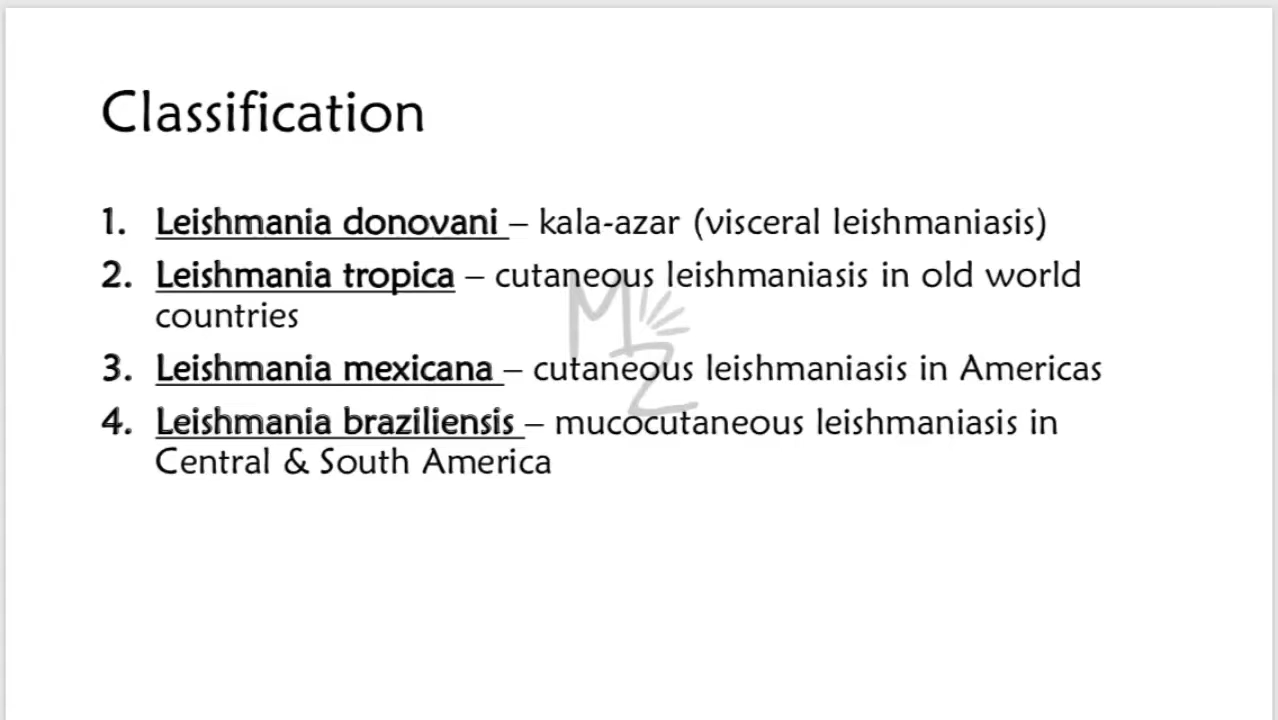 Classification
1. Leishmania donovani – kala-azar (visceral leishmaniasis)
2. Leishmania tropica – cutaneous leishmaniasis in old world
countries
3. Leishmania mexicana – cutaneous leishmaniasis in Americas
4. Leishmania braziliensis – mucocutaneous leishmaniasis in
Central & South America
M
Z